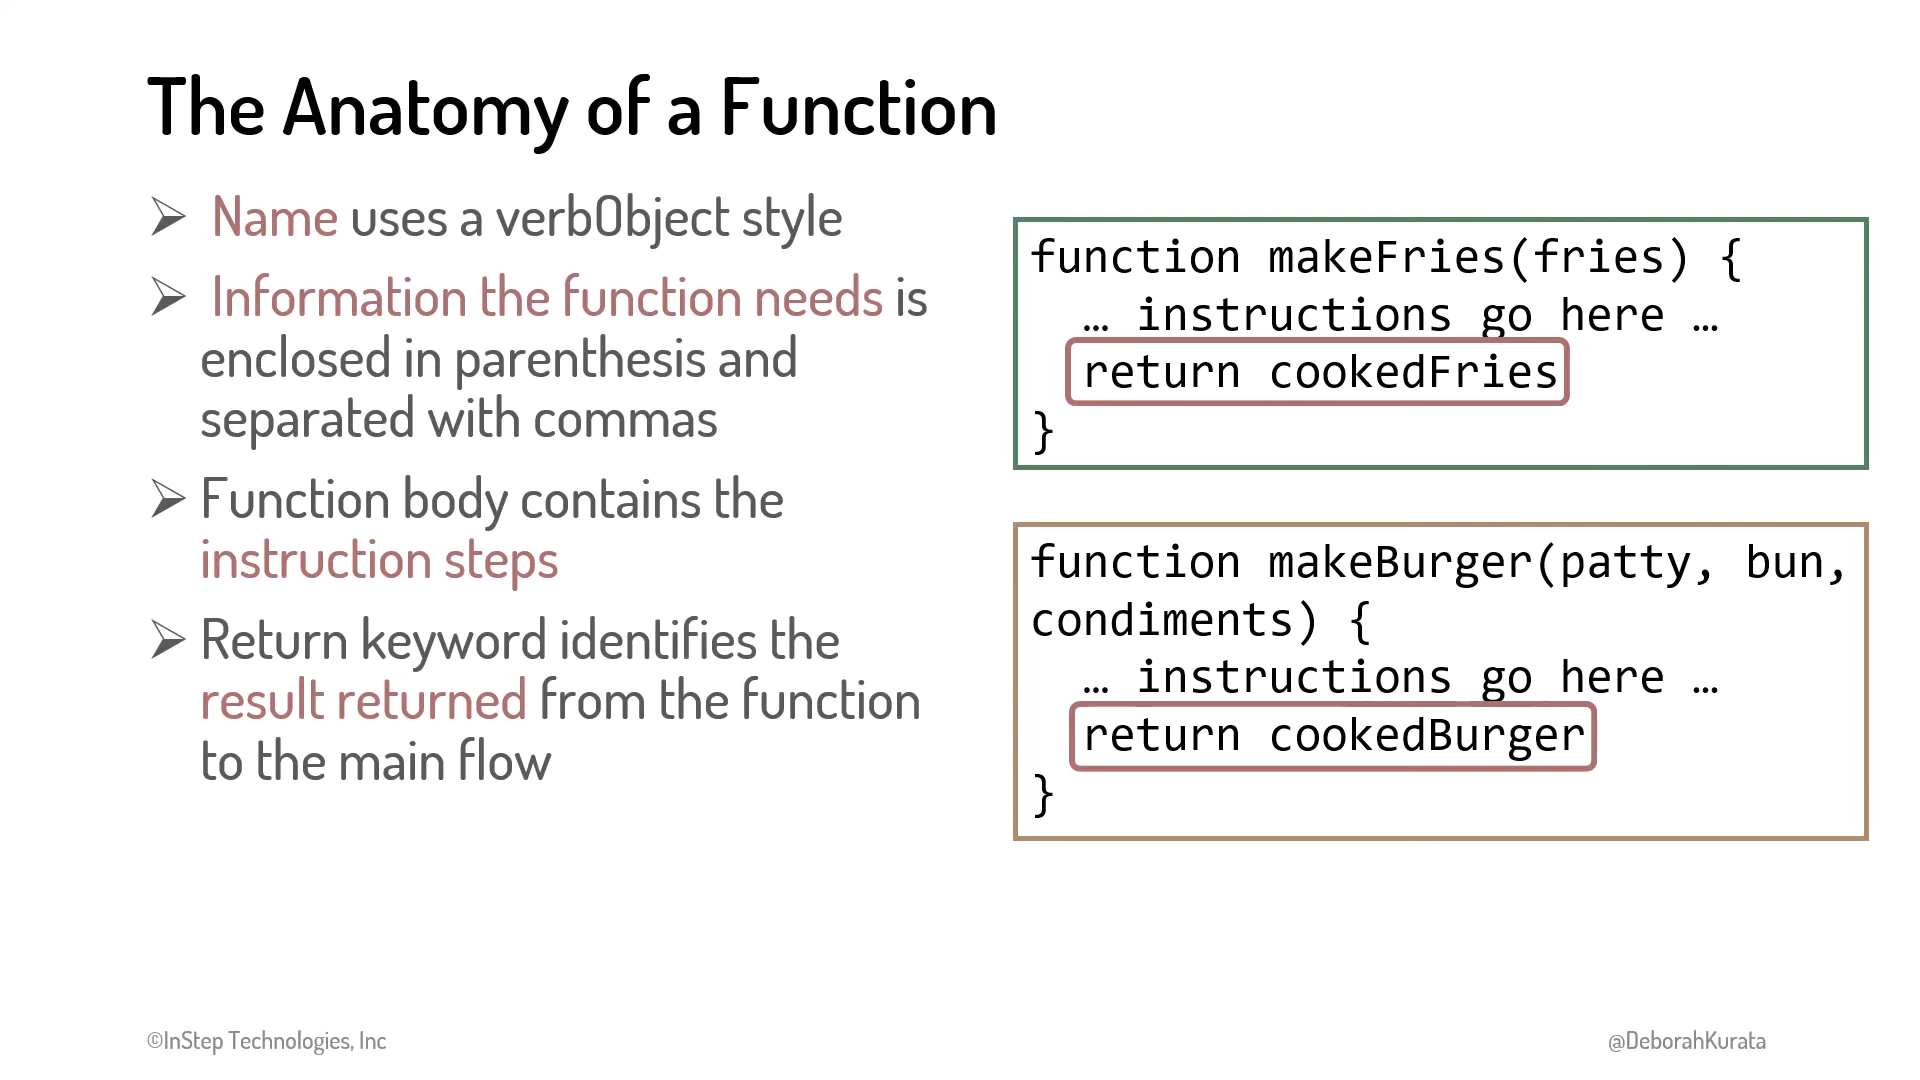 The Anatomy of a Function
➢ Name uses a verbObject style
➢ Information the function needs is
enclosed in parenthesis and
separated with commas
➢ Function body contains the
instruction steps
➢ Return keyword identifies the
result returned from the function
to the main flow
function makeFries(fries) {
… instructions go here …
return cookedFries
}
function makeBurger(patty, bun,
condiments) {
… instructions go here …
return cookedBurger
}
©InStep Technologies, Inc
@DeborahKurata